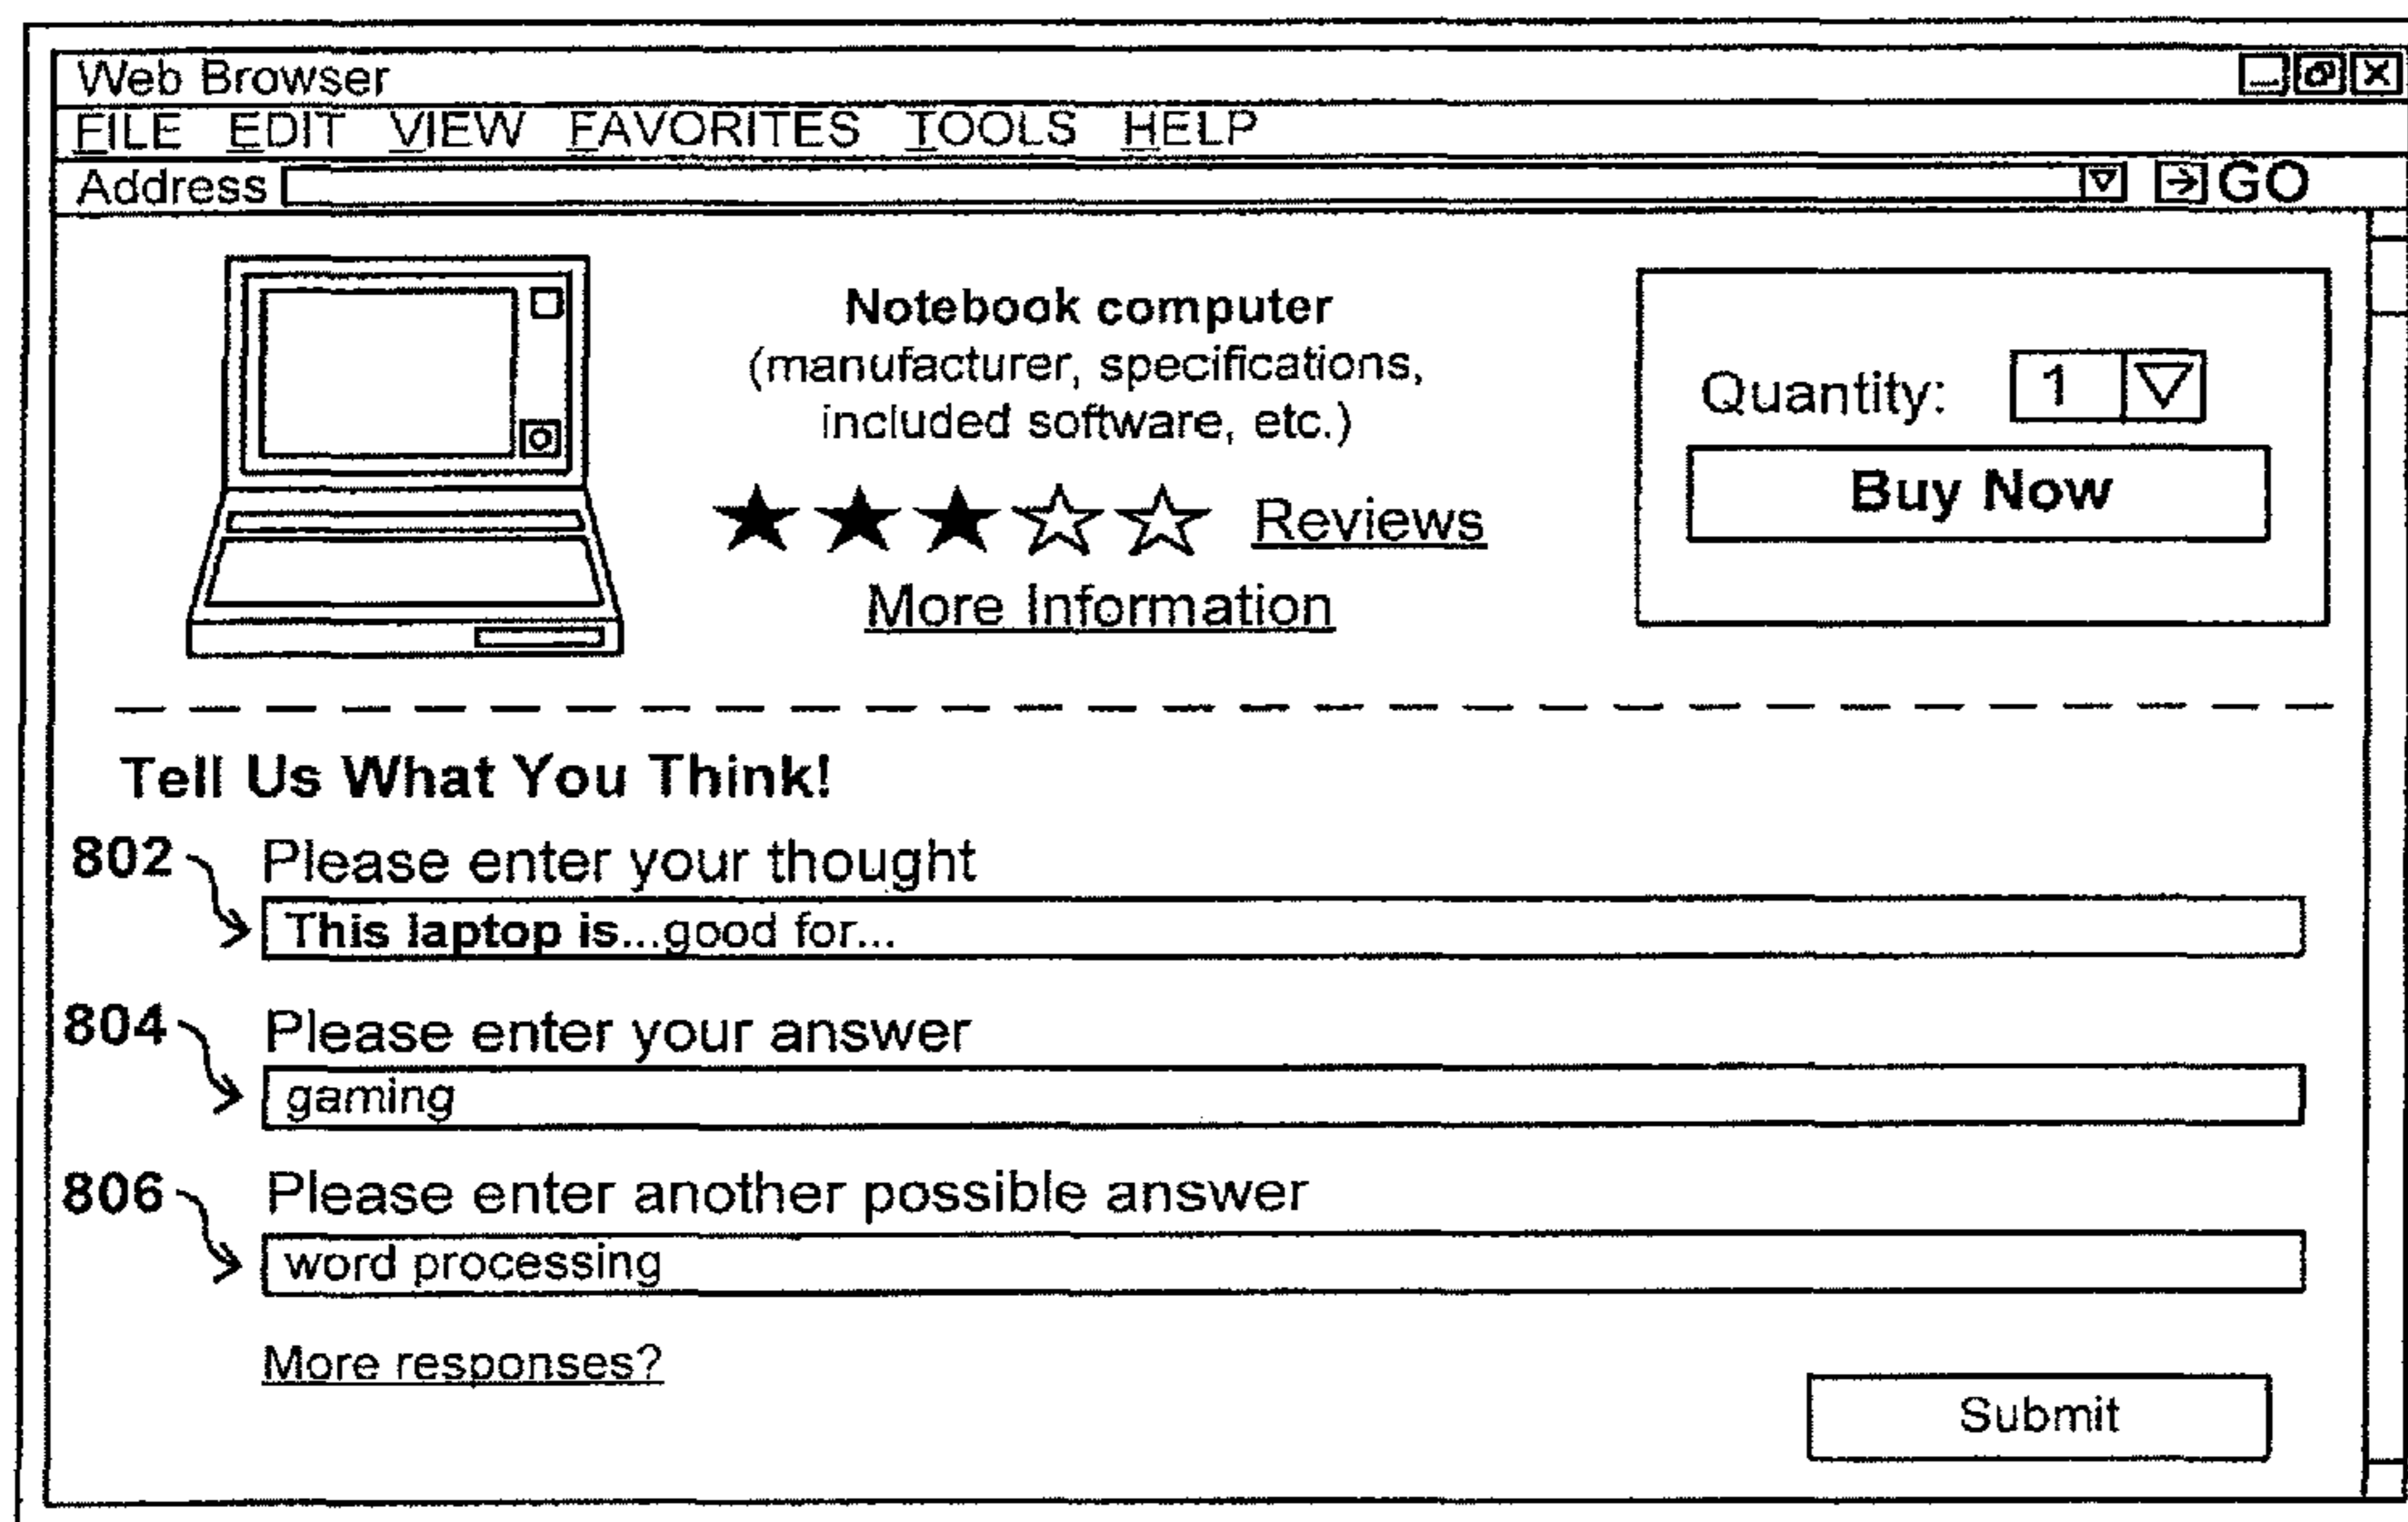 Web Browser
FILE EDIT VIEW FAVORITES TOOLS HELP
Address GO
Notebook computer
(manufacturer, specifications,
included software, etc.)
Reviews
More Information
Quantity: 1
Buy Now
Tell Us What You Think!
802 Please enter your thought
This laptop is...good for...
804 Please enter your answer
gaming
806 Please enter another possible answer
word processing
More responses?
Submit